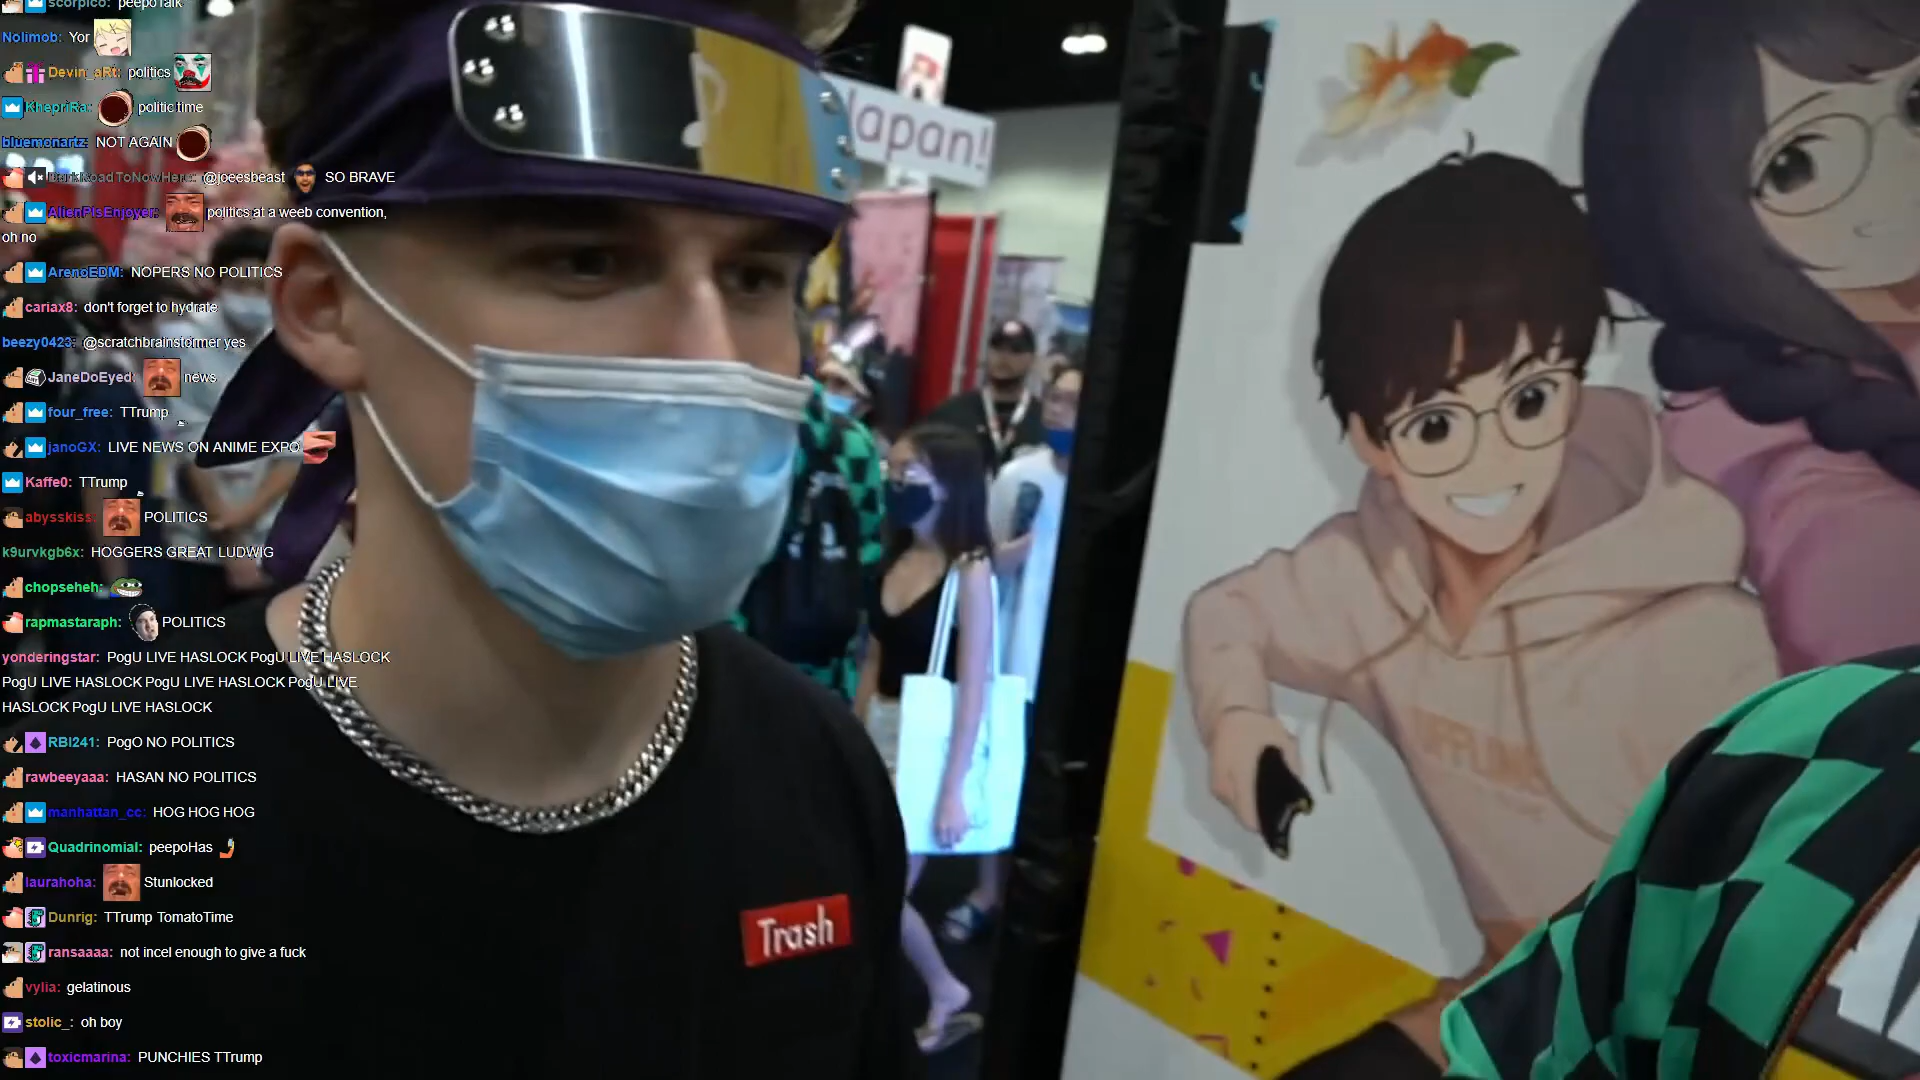 scorpico: peepoTalk
Nolimob: Yor
Devin_aRt: politics
KhepriRa: politic time
bluemonartz: NOT AGAIN
DarkRoadToNowHere: @joeesbeast SO BRAVE
AlienPlsEnjoyer: politics at a weeb convention,
oh no
ArenoEDM: NOPERS NO POLITICS
cariax8: don't forget to hydrate
beezy0423: @scratchbrainstormer yes
JaneDoEyed: news
four_free: TTrump
janoGX: LIVE NEWS ON ANIME EXPO
Kaffe0: TTrump
abysskiss: POLITICS
k9urvkgb6x: HOGGERS GREAT LUDWIG
chopseheh:
rapmastaraph: POLITICS
yonderingstar: PogU LIVE HASLOCK PogU LIVE HASLOCK
PogU LIVE HASLOCK PogU LIVE HASLOCK PogU LIVE
HASLOCK PogU LIVE HASLOCK
RBI241: PogO NO POLITICS
rawbeeyaaa: HASAN NO POLITICS
manhattan_cc: HOG HOG HOG
Quadrinomial: peepoHas
laurahoha: Stunlocked
Dunrig: TTrump TomatoTime
ransaaaa: not incel enough to give a fuck
vylia: gelatinous
stolic_: oh boy
toxicmarina: PUNCHIES TTrump
Japan!
Trash